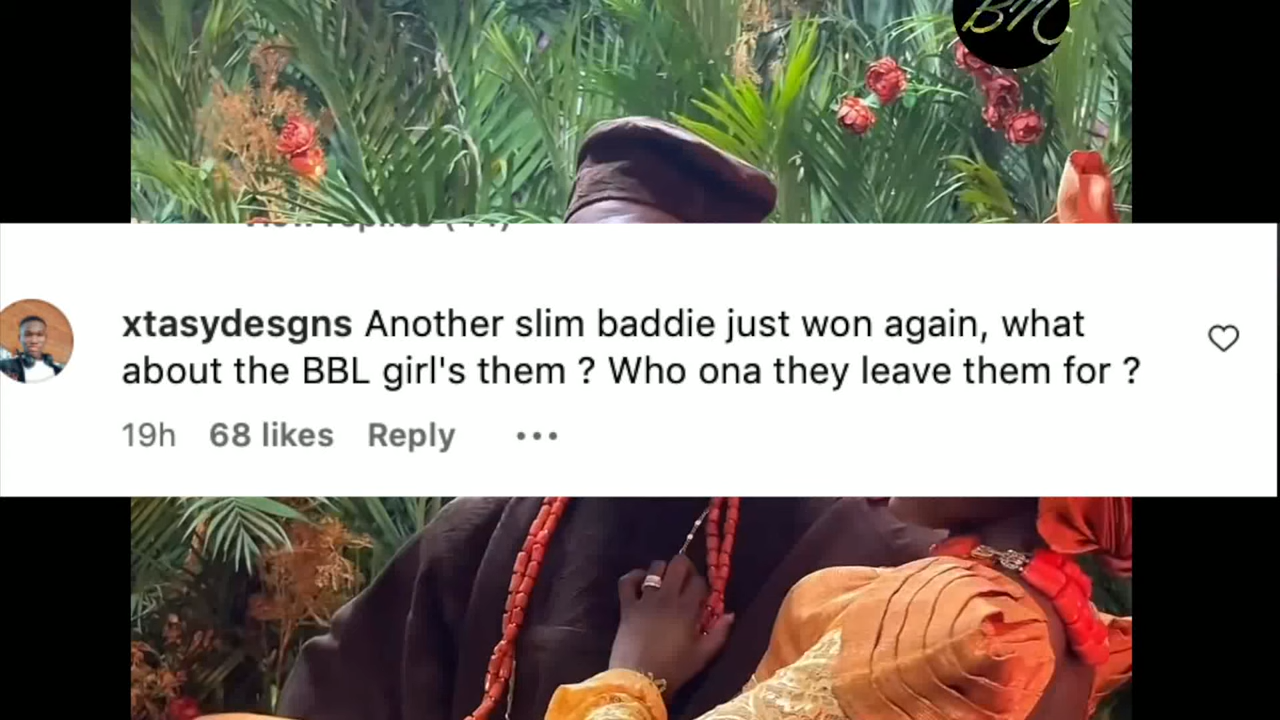 BN
xtasydesgns Another slim baddie just won again, what
about the BBL girl's them ? Who ona they leave them for ?
19h 68 likes Reply